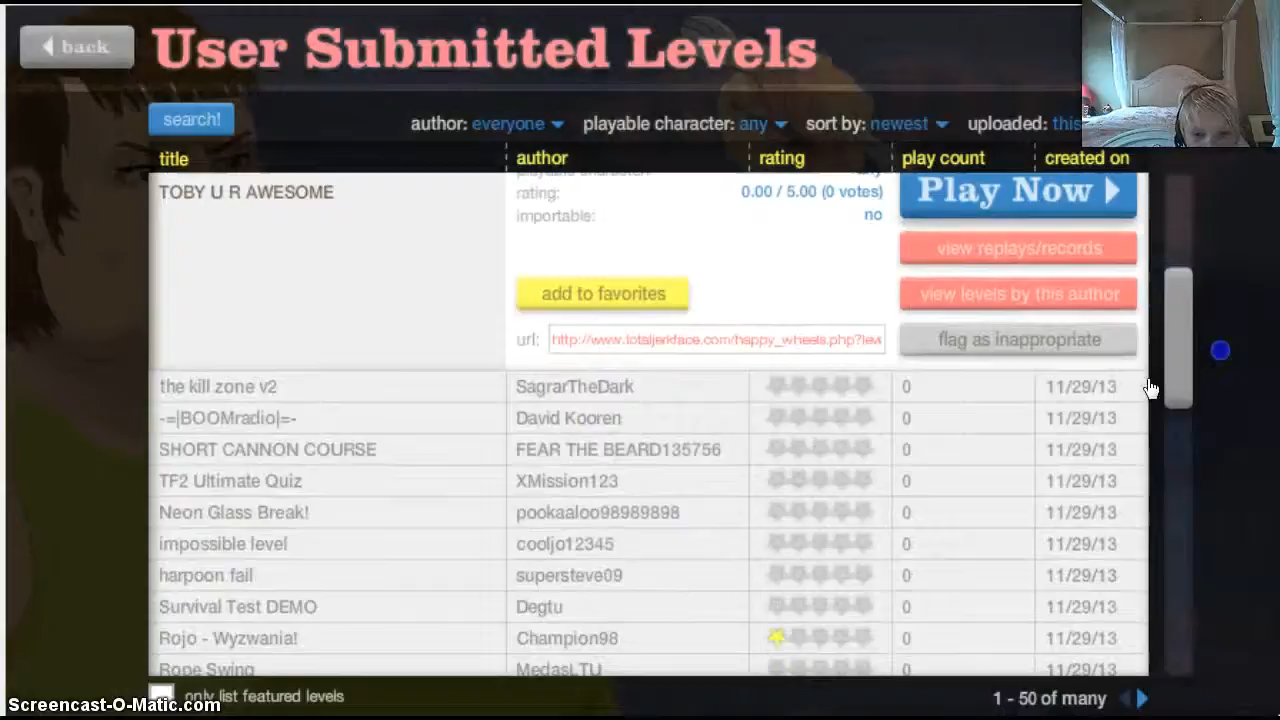 back
User Submitted Levels
search!
author: everyone playable character: any sort by: newest uploaded: this
title author rating play count created on
TOBY U R AWESOME
rating: 0.00 / 5.00 (0 votes)
importable: no
Play Now
view replays/records
add to favorites
view levels by this author
url: http://www.totaljerkface.com/happy_wheels.php?lev
flag as inappropriate
the kill zone v2 SagrarTheDark 0 11/29/13
-=|BOOMradio|=- David Kooren 0 11/29/13
SHORT CANNON COURSE FEAR THE BEARD135756 0 11/29/13
TF2 Ultimate Quiz XMission123 0 11/29/13
Neon Glass Break! pookaaloo98989898 0 11/29/13
impossible level cooljo12345 0 11/29/13
harpoon fail supersteve09 0 11/29/13
Survival Test DEMO Degtu 0 11/29/13
Rojo - Wyzwania! Champion98 0 11/29/13
Rope Swing MedasLTU 0 11/29/13
only list featured levels
1 - 50 of many
Screencast-O-Matic.com